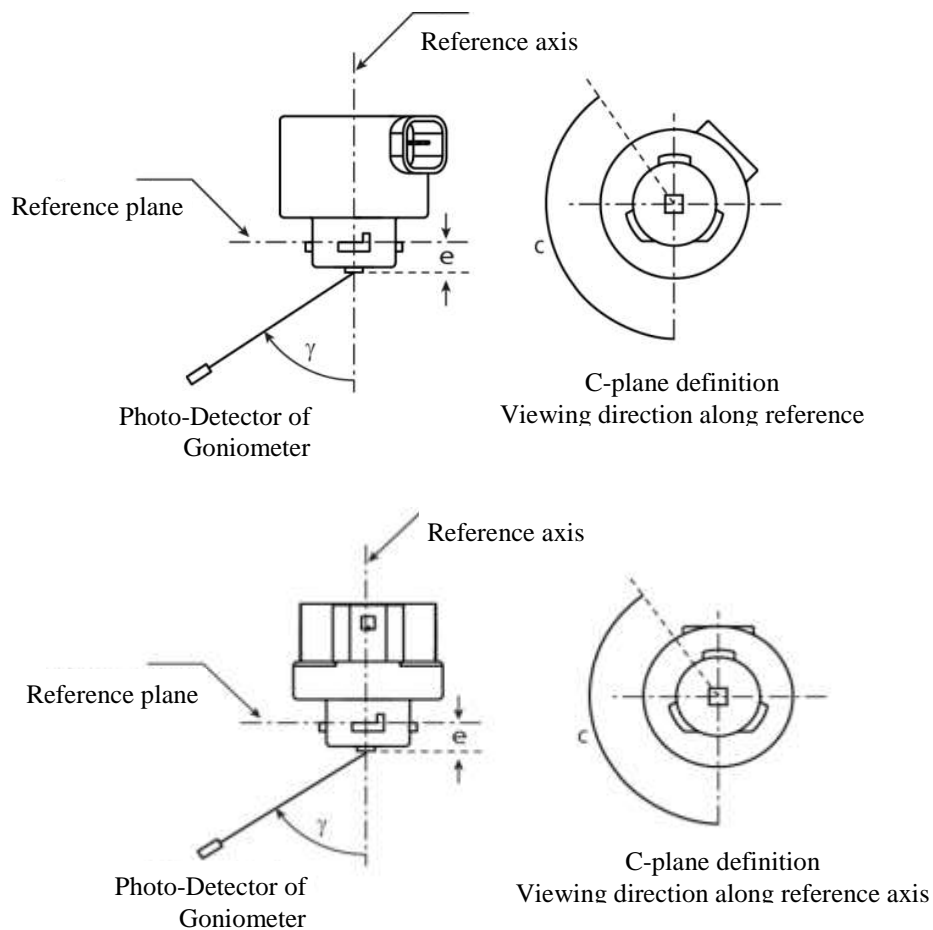 Reference axis
Reference plane
e
c
γ
C-plane definition
Viewing direction along reference
Photo-Detector of
Goniometer
Reference axis
Reference plane
e
c
γ
C-plane definition
Viewing direction along reference axis
Photo-Detector of
Goniometer